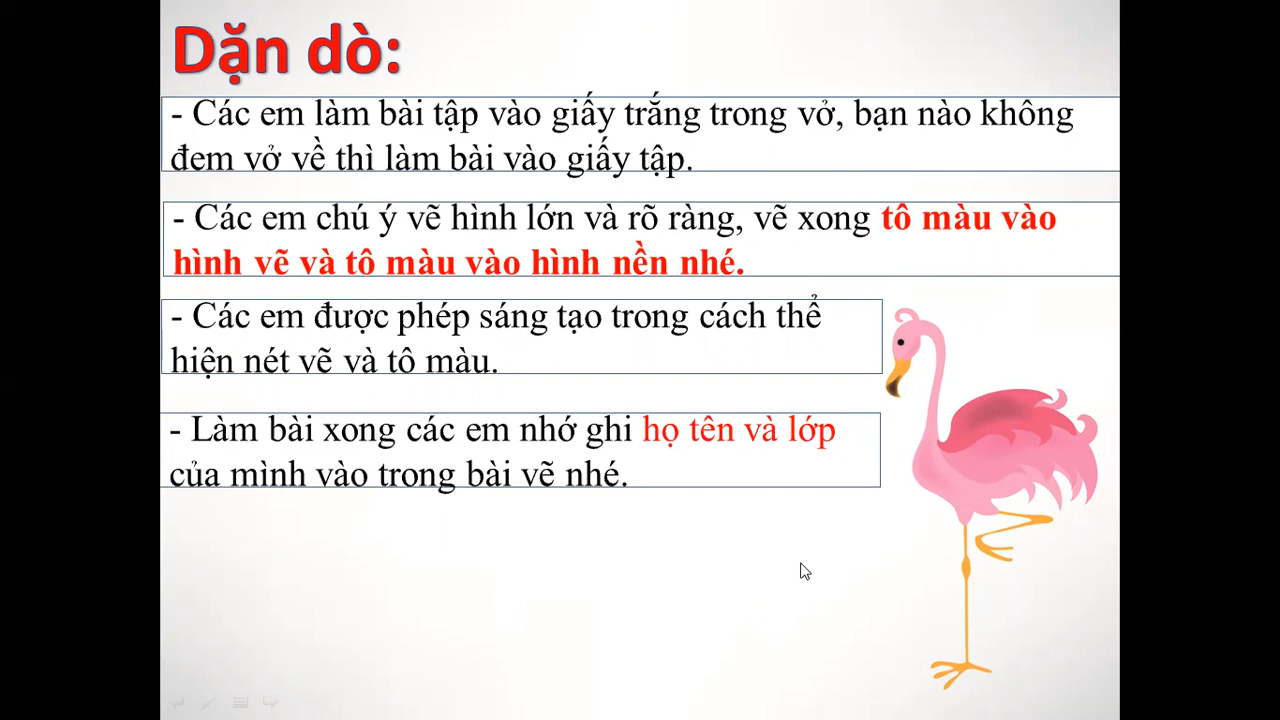 Dặn dò:
- Các em làm bài tập vào giấy trắng trong vở, bạn nào không
đem vở về thì làm bài vào giấy tập.
- Các em chú ý vẽ hình lớn và rõ ràng, vẽ xong tô màu vào
hình vẽ và tô màu vào hình nền nhé.
- Các em được phép sáng tạo trong cách thể
hiện nét vẽ và tô màu.
- Làm bài xong các em nhớ ghi họ tên và lớp
của mình vào trong bài vẽ nhé.